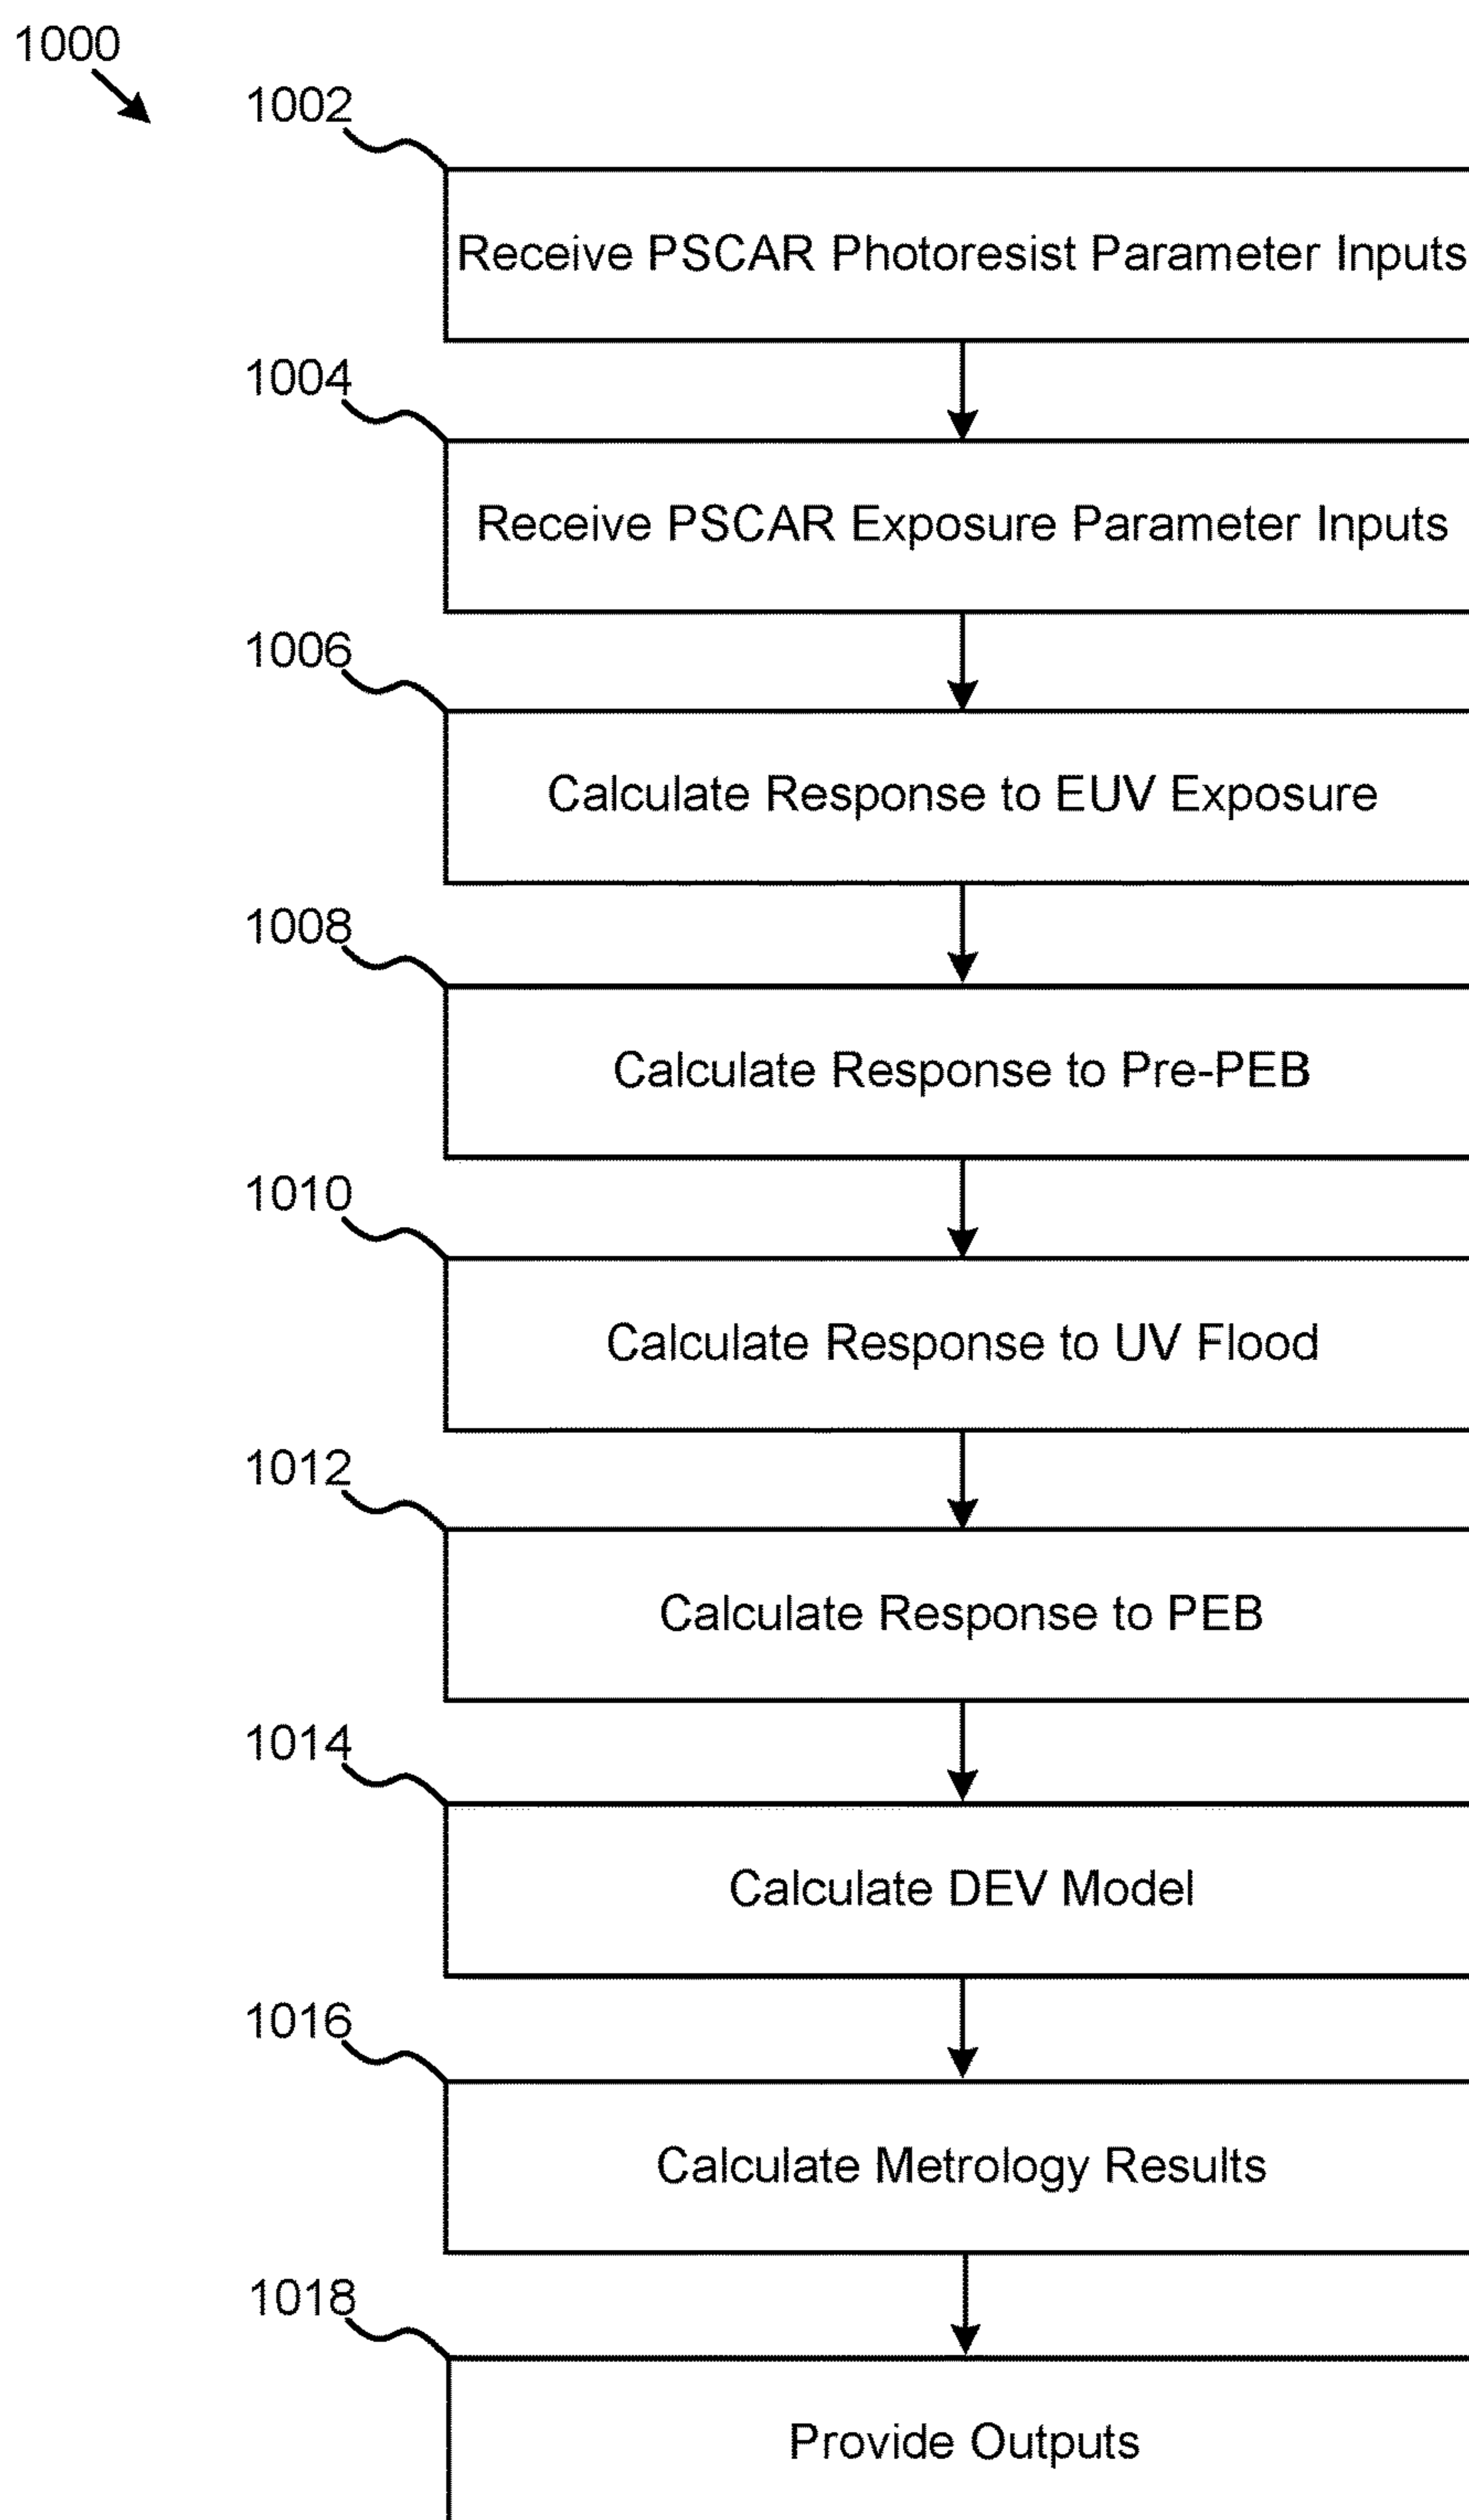 1000
1002
Receive PSCAR Photoresist Parameter Inputs
1004
Receive PSCAR Exposure Parameter Inputs
1006
Calculate Response to EUV Exposure
1008
Calculate Response to Pre-PEB
1010
Calculate Response to UV Flood
1012
Calculate Response to PEB
1014
Calculate DEV Model
1016
Calculate Metrology Results
1018
Provide Outputs